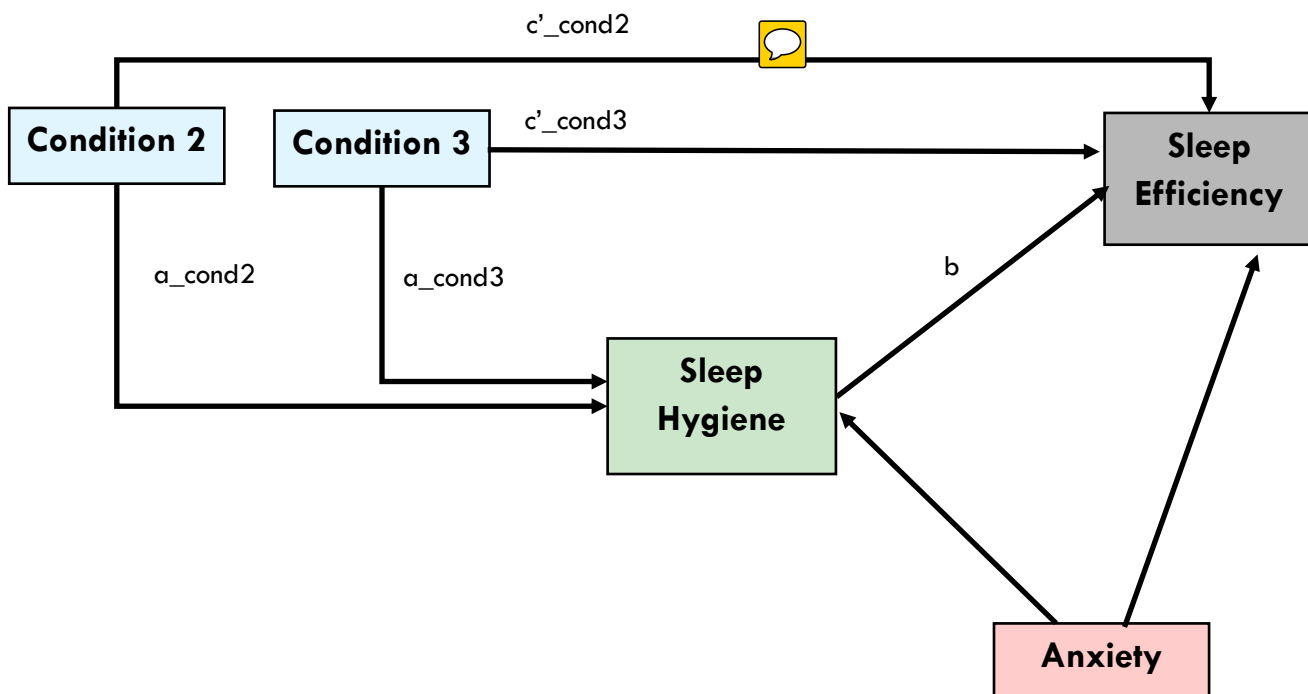 c'_cond2
Condition 2
Condition 3
c'_cond3
Sleep
Efficiency
a_cond2
a_cond3
b
Sleep
Hygiene
Anxiety